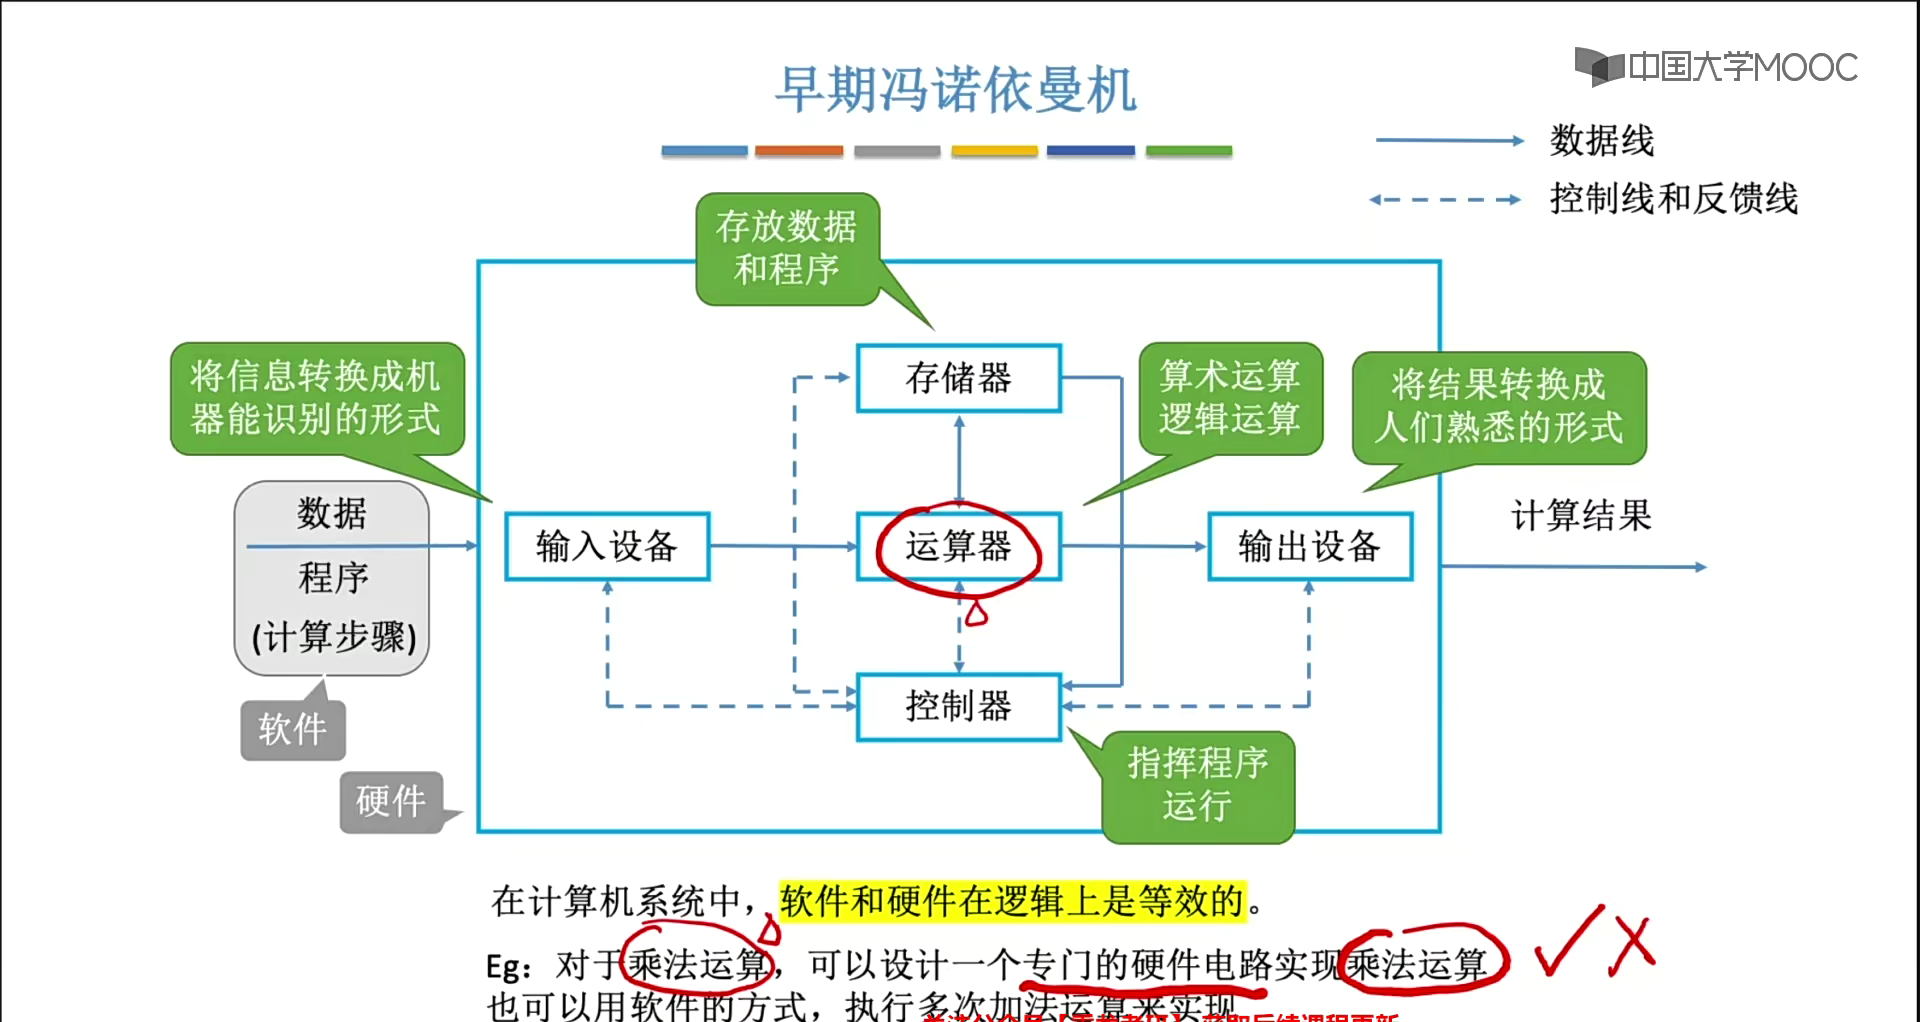 中国大学MOOC
早期冯诺依曼机
数据线
控制线和反馈线
存放数据
和程序
将信息转换成机
器能识别的形式
存储器
算术运算
逻辑运算
将结果转换成
人们熟悉的形式
数据
程序
(计算步骤)
输入设备
运算器
输出设备
计算结果
软件
控制器
硬件
指挥程序
运行
在计算机系统中，软件和硬件在逻辑上是等效的。
Eg：对于乘法运算，可以设计一个专门的硬件电路实现乘法运算
也可以用软件的方式，执行多次加法运算来实现